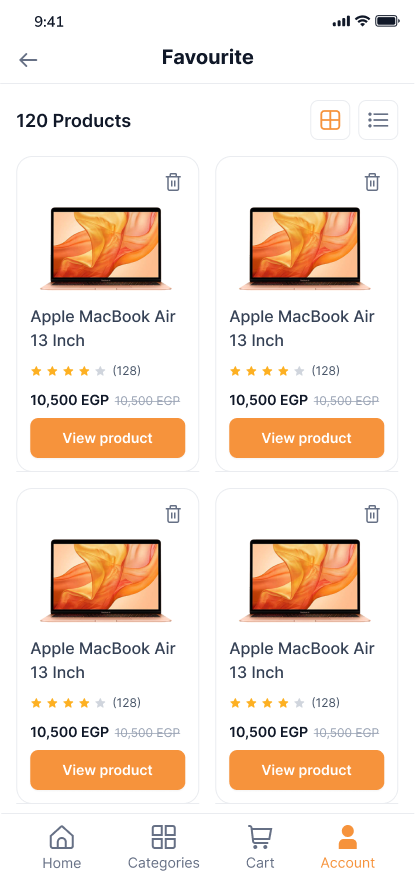 9:41
Favourite
120 Products
Apple MacBook Air
13 Inch
(128)
10,500 EGP 10,500 EGP
View product
Apple MacBook Air
13 Inch
(128)
10,500 EGP 10,500 EGP
View product
Apple MacBook Air
13 Inch
(128)
10,500 EGP 10,500 EGP
View product
Apple MacBook Air
13 Inch
(128)
10,500 EGP 10,500 EGP
View product
Home
Categories
Cart
Account